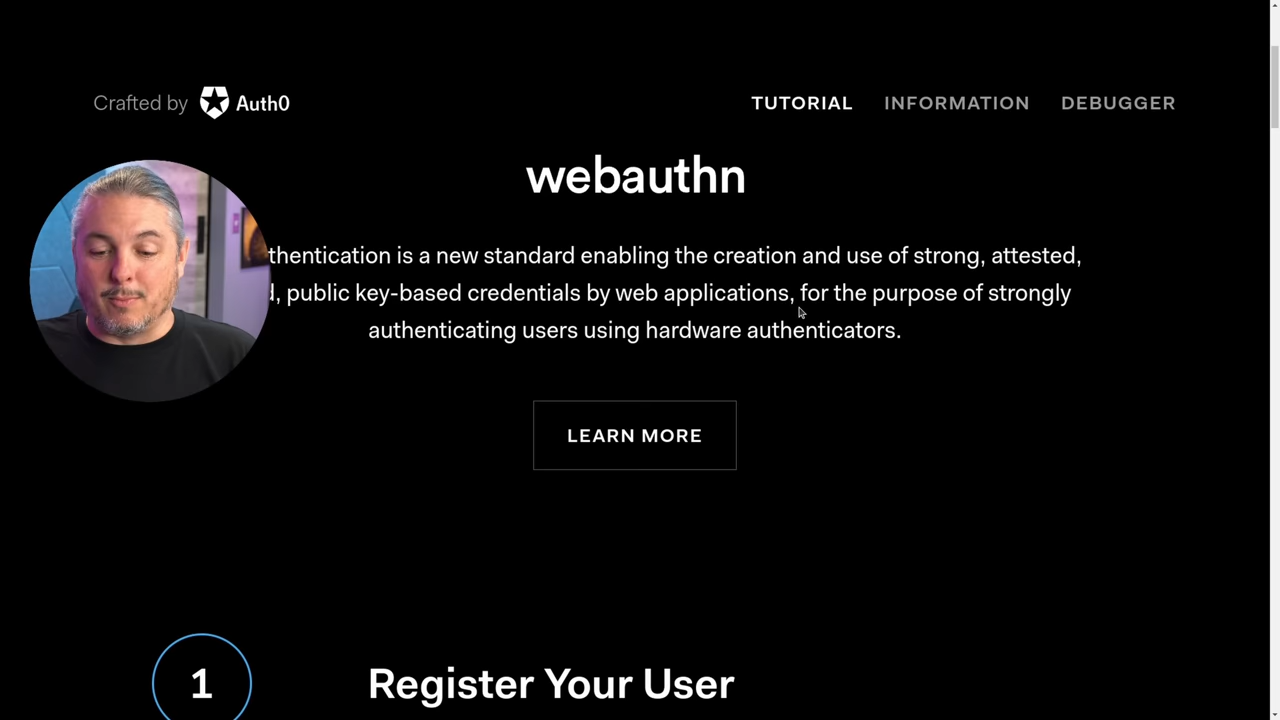 Crafted by Auth0
TUTORIAL INFORMATION DEBUGGER
webauthn
thentication is a new standard enabling the creation and use of strong, attested,
, public key-based credentials by web applications, for the purpose of strongly
authenticating users using hardware authenticators.
LEARN MORE
1 Register Your User